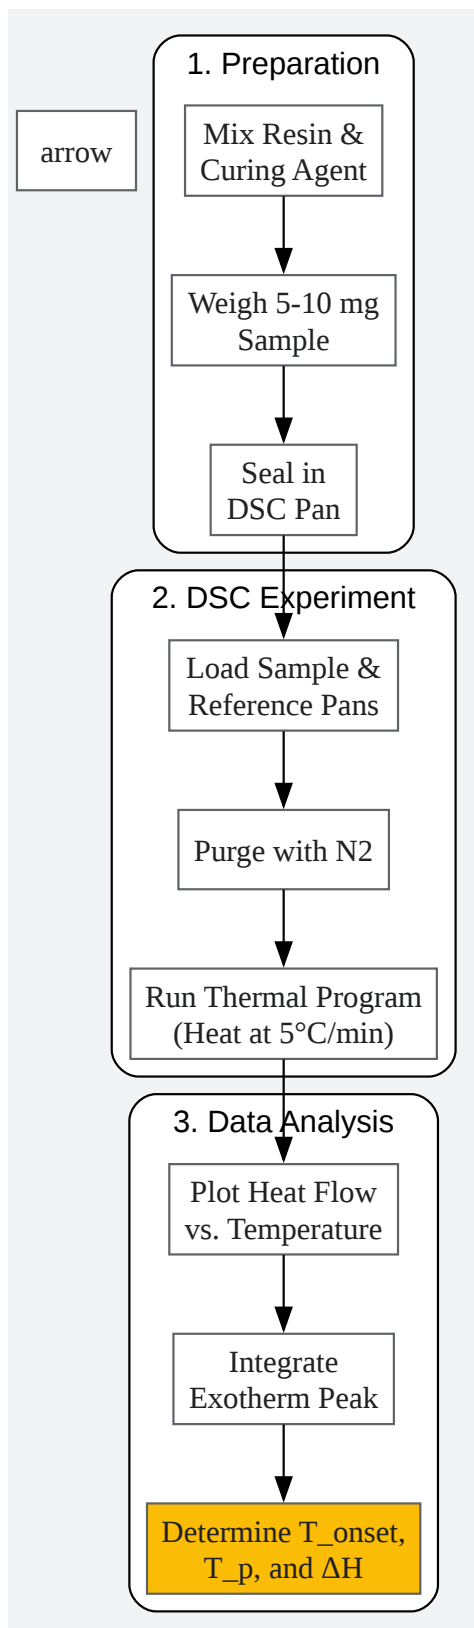 1. Preparation
arrow
Mix Resin &
Curing Agent
Weigh 5-10 mg
Sample
Seal in
DSC Pan
2. DSC Experiment
Load Sample &
Reference Pans
Purge with N2
Run Thermal Program
(Heat at 5°C/min)
3. Data Analysis
Plot Heat Flow
vs. Temperature
Integrate
Exotherm Peak
Determine T_onset,
T_p, and ΔH